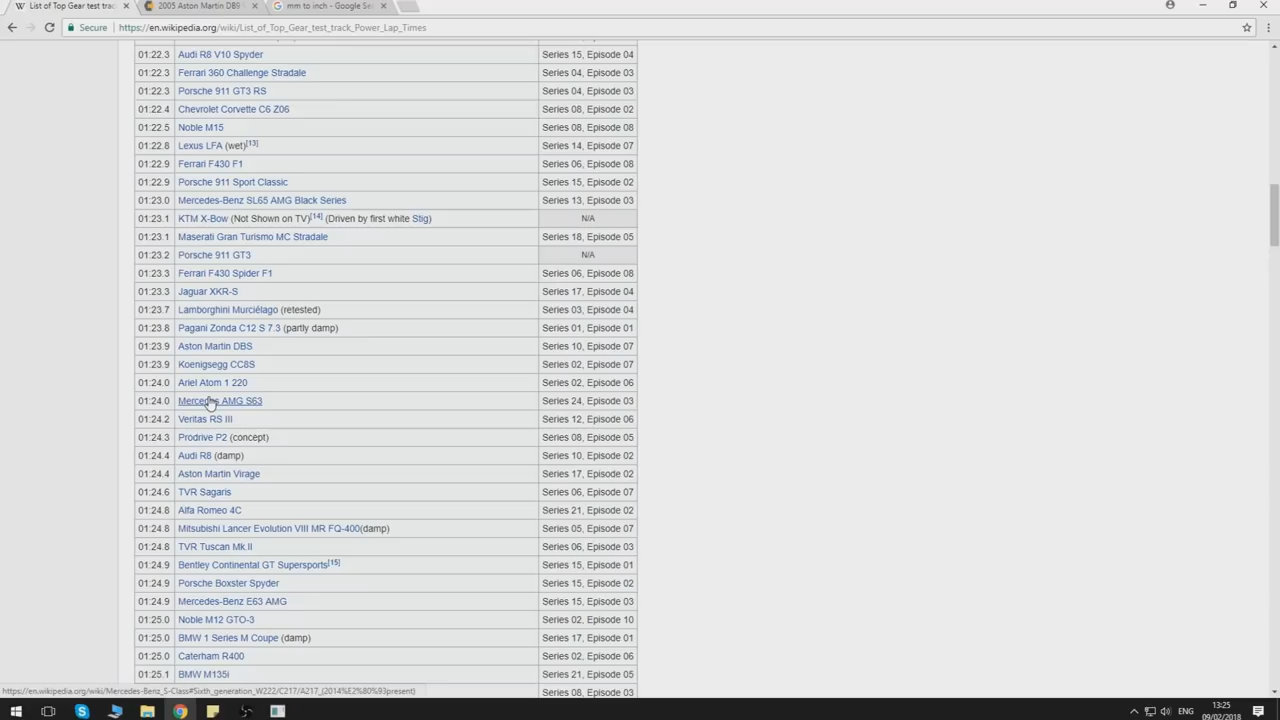 List of Top Gear test trac
2005 Aston Martin DB9
mm to inch - Google Se
Secure
https://en.wikipedia.org/wiki/List_of_Top_Gear_test_track_Power_Lap_Times
01:22.3 Audi R8 V10 Spyder Series 15, Episode 04
01:22.3 Ferrari 360 Challenge Stradale Series 04, Episode 03
01:22.3 Porsche 911 GT3 RS Series 04, Episode 03
01:22.4 Chevrolet Corvette C6 Z06 Series 08, Episode 02
01:22.5 Noble M15 Series 08, Episode 08
01:22.8 Lexus LFA (wet)[13] Series 14, Episode 07
01:22.9 Ferrari F430 F1 Series 06, Episode 08
01:22.9 Porsche 911 Sport Classic Series 15, Episode 02
01:23.0 Mercedes-Benz SL65 AMG Black Series Series 13, Episode 03
01:23.1 KTM X-Bow (Not Shown on TV)[14] (Driven by first white Stig) N/A
01:23.1 Maserati Gran Turismo MC Stradale Series 18, Episode 05
01:23.2 Porsche 911 GT3 N/A
01:23.3 Ferrari F430 Spider F1 Series 06, Episode 08
01:23.3 Jaguar XKR-S Series 17, Episode 04
01:23.7 Lamborghini Murciélago (retested) Series 03, Episode 04
01:23.8 Pagani Zonda C12 S 7.3 (partly damp) Series 01, Episode 01
01:23.9 Aston Martin DBS Series 10, Episode 07
01:23.9 Koenigsegg CC8S Series 02, Episode 07
01:24.0 Ariel Atom 1 220 Series 02, Episode 06
01:24.0 Mercedes AMG S63 Series 24, Episode 03
01:24.2 Veritas RS III Series 12, Episode 06
01:24.3 Prodrive P2 (concept) Series 08, Episode 05
01:24.4 Audi R8 (damp) Series 10, Episode 02
01:24.4 Aston Martin Virage Series 17, Episode 02
01:24.6 TVR Sagaris Series 06, Episode 07
01:24.8 Alfa Romeo 4C Series 21, Episode 02
01:24.8 Mitsubishi Lancer Evolution VIII MR FQ-400(damp) Series 05, Episode 07
01:24.8 TVR Tuscan Mk.II Series 06, Episode 03
01:24.9 Bentley Continental GT Supersports[15] Series 15, Episode 01
01:24.9 Porsche Boxster Spyder Series 15, Episode 02
01:24.9 Mercedes-Benz E63 AMG Series 15, Episode 03
01:25.0 Noble M12 GTO-3 Series 02, Episode 10
01:25.0 BMW 1 Series M Coupe (damp) Series 17, Episode 01
01:25.0 Caterham R400 Series 02, Episode 06
01:25.1 BMW M135i Series 21, Episode 05
Series 08, Episode 03
https://en.wikipedia.org/wiki/Mercedes-Benz_S-Class#Sixth_generation_W222/C217/A217_(2014%E2%80%93present)
ENG
13:25
09/02/2018